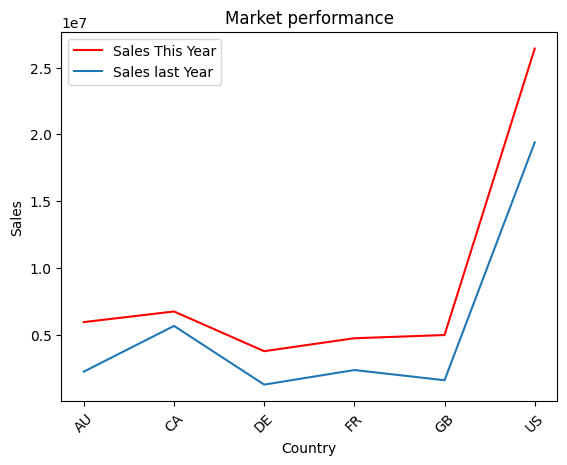 Market performance
1e7
Sales This Year
Sales last Year
2.5
2.0
1.5
1.0
0.5
Sales
AU
CA
DE
FR
GB
US
Country